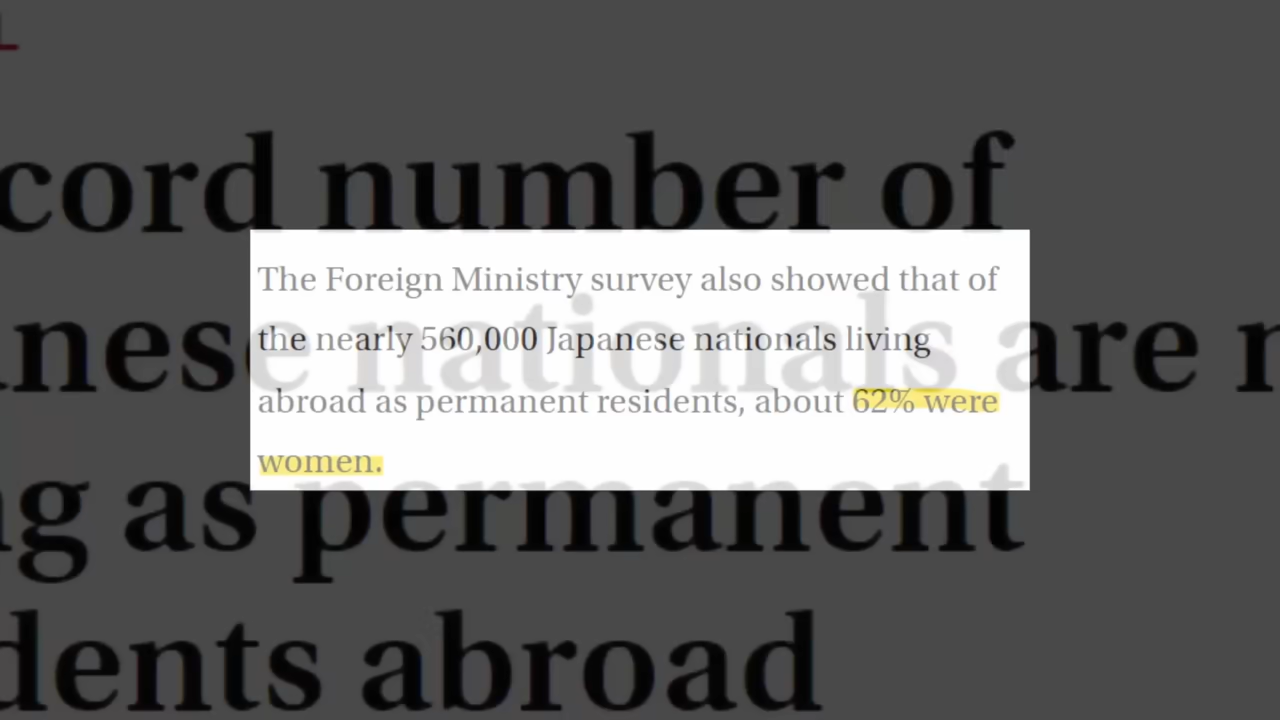 cord number of
The Foreign Ministry survey also showed that of
the nearly 560,000 Japanese nationals living
abroad as permanent residents, about 62% were
women.
nese nationals are n
ng as permanent
dents abroad